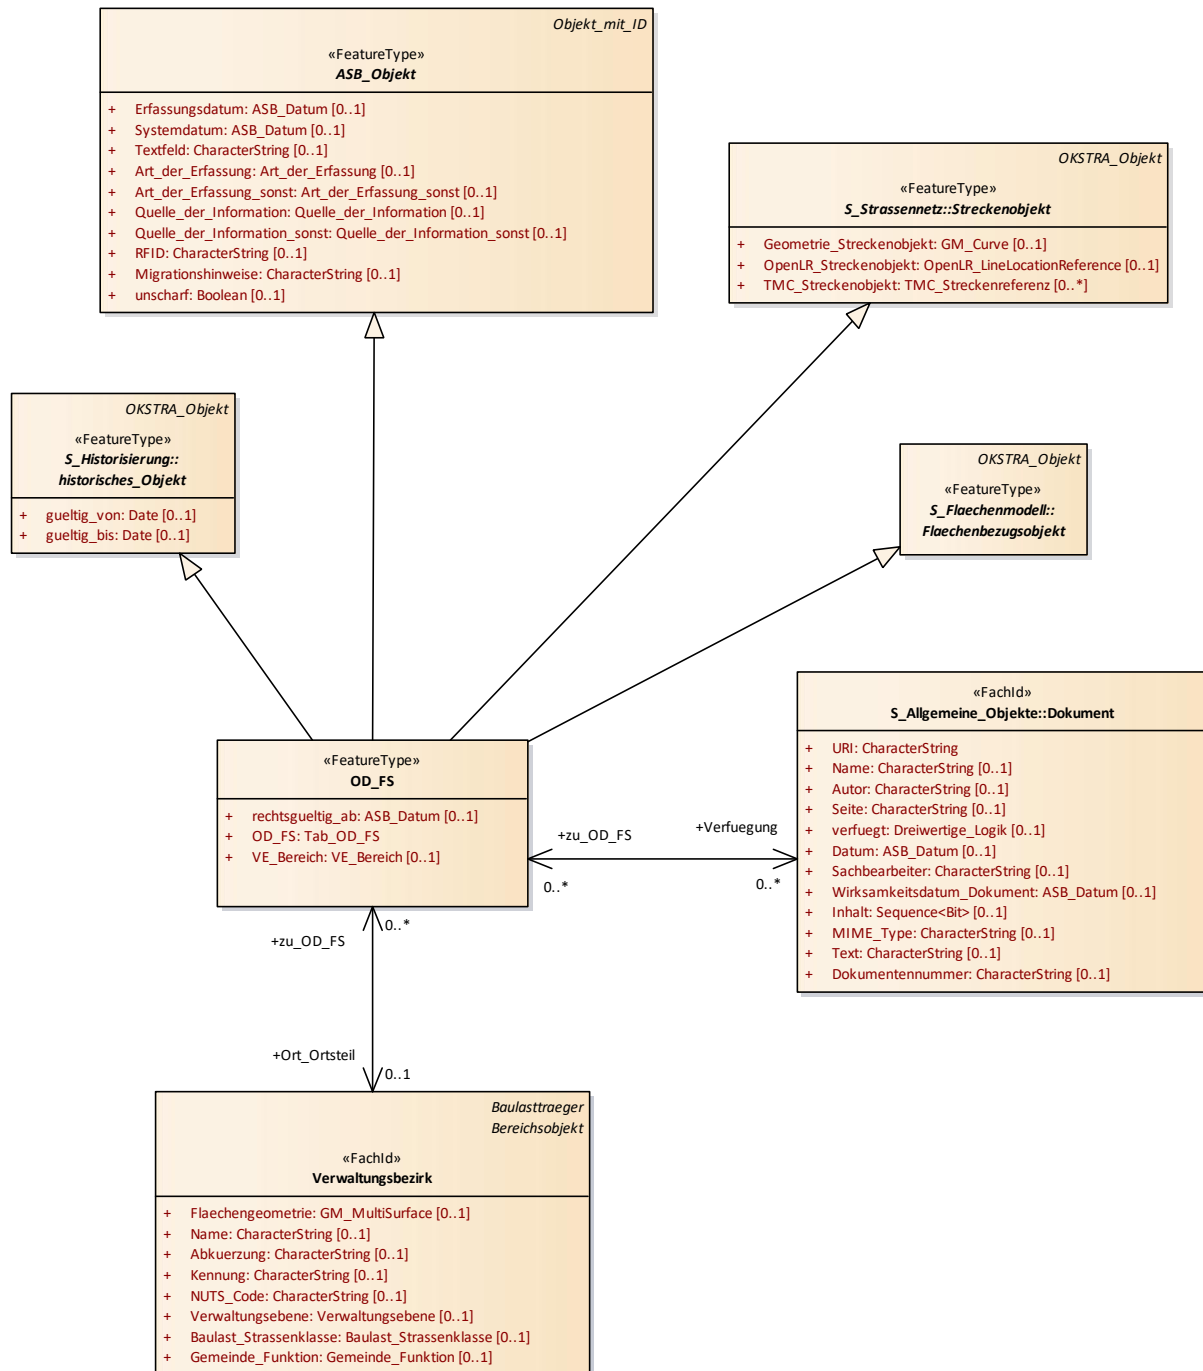 Objekt_mit_ID
«FeatureType»
ASB_Objekt
+ Erfassungsdatum: ASB_Datum [0..1]
+ Systemdatum: ASB_Datum [0..1]
+ Textfeld: CharacterString [0..1]
+ Art_der_Erfassung: Art_der_Erfassung [0..1]
+ Art_der_Erfassung_sonst: Art_der_Erfassung_sonst [0..1]
+ Quelle_der_Information: Quelle_der_Information [0..1]
+ Quelle_der_Information_sonst: Quelle_der_Information_sonst [0..1]
+ RFID: CharacterString [0..1]
+ Migrationshinweise: CharacterString [0..1]
+ unscharf: Boolean [0..1]
OKSTRA_Objekt
«FeatureType»
S_Strassennetz::Streckenobjekt
+ Geometrie_Streckenobjekt: GM_Curve [0..1]
+ OpenLR_Streckenobjekt: OpenLR_LineLocationReference [0..1]
+ TMC_Streckenobjekt: TMC_Streckenreferenz [0..*]
OKSTRA_Objekt
«FeatureType»
S_Historisierung::
historisches_Objekt
+ gueltig_von: Date [0..1]
+ gueltig_bis: Date [0..1]
OKSTRA_Objekt
«FeatureType»
S_Flaechenmodell::
Flaechenbezugsobjekt
«FeatureType»
OD_FS
+ rechtsgueltig_ab: ASB_Datum [0..1]
+ OD_FS: Tab_OD_FS
+ VE_Bereich: VE_Bereich [0..1]
+zu_OD_FS
0..*
+Verfuegung
0..*
«FachId»
S_Allgemeine_Objekte::Dokument
+ URI: CharacterString
+ Name: CharacterString [0..1]
+ Autor: CharacterString [0..1]
+ Seite: CharacterString [0..1]
+ verfuegt: Dreiwertige_Logik [0..1]
+ Datum: ASB_Datum [0..1]
+ Sachbearbeiter: CharacterString [0..1]
+ Wirksamkeitsdatum_Dokument: ASB_Datum [0..1]
+ Inhalt: Sequence<Bit> [0..1]
+ MIME_Type: CharacterString [0..1]
+ Text: CharacterString [0..1]
+ Dokumentennummer: CharacterString [0..1]
0..*
+zu_OD_FS
+Ort_Ortsteil
0..1
Baulasttraeger
Bereichsobjekt
«FachId»
Verwaltungsbezirk
+ Flaechengeometrie: GM_MultiSurface [0..1]
+ Name: CharacterString [0..1]
+ Abkuerzung: CharacterString [0..1]
+ Kennung: CharacterString [0..1]
+ NUTS_Code: CharacterString [0..1]
+ Verwaltungsebene: Verwaltungsebene [0..1]
+ Baulast_Strassenklasse: Baulast_Strassenklasse [0..1]
+ Gemeinde_Funktion: Gemeinde_Funktion [0..1]